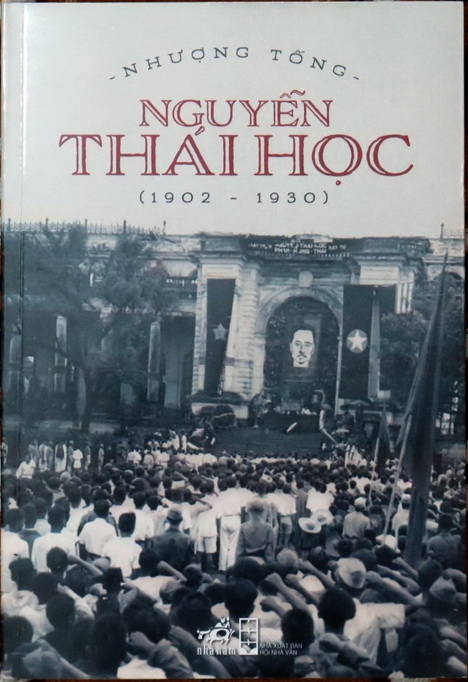 - NHƯỢNG TỐNG -
NGUYỄN
THÁI HỌC
(1902 - 1930)
nhã nam
NHÀ XUẤT BẢN
HỘI NHÀ VĂN